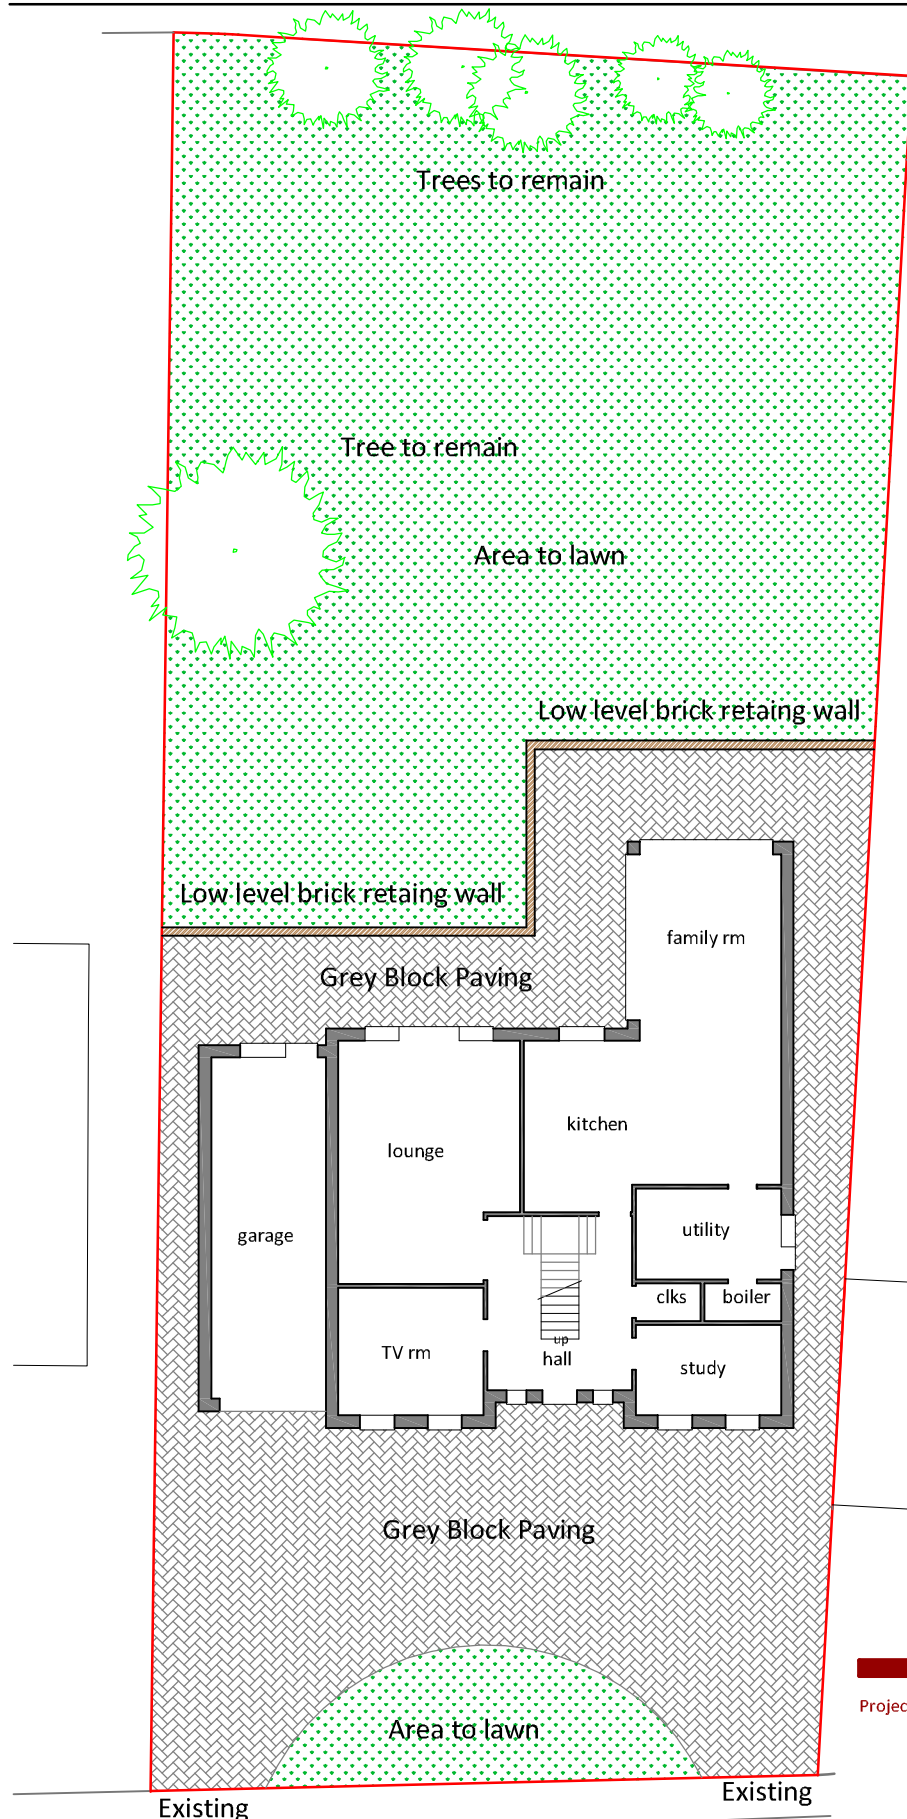 Trees to remain
Tree to remain
Area to lawn
Low level brick retaing wall
Low level brick retaing wall
family rm
Grey Block Paving
kitchen
lounge
utility
garage
clks
boiler
up
hall
TV rm
study
Grey Block Paving
Projec
Area to lawn
Existing
Existing